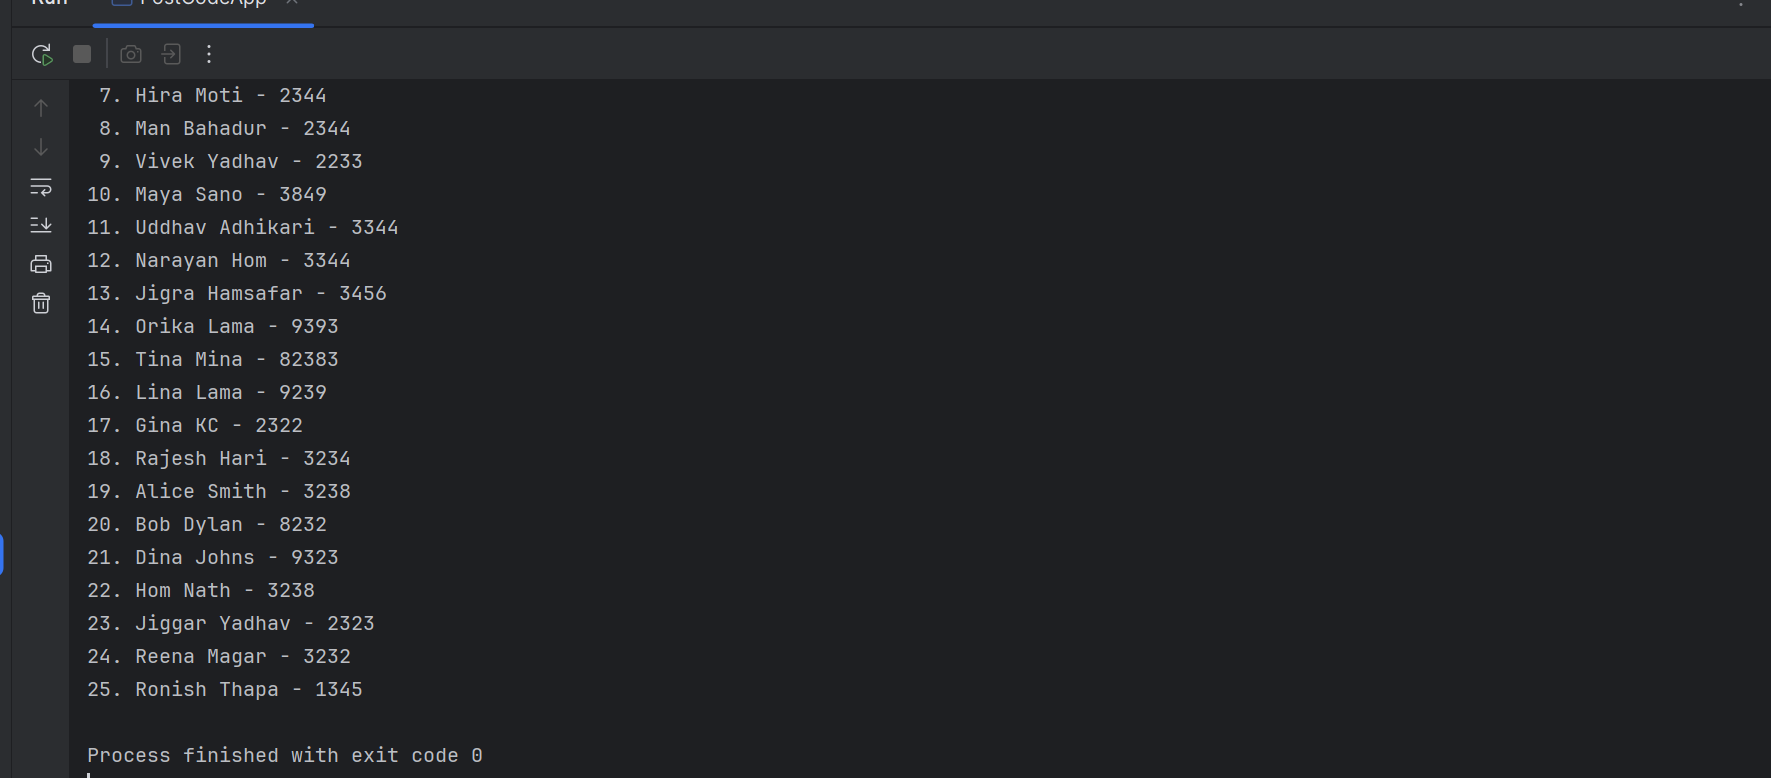 Run PostCodeApp
7. Hira Moti - 2344
8. Man Bahadur - 2344
9. Vivek Yadhav - 2233
10. Maya Sano - 3849
11. Uddhav Adhikari - 3344
12. Narayan Hom - 3344
13. Jigra Hamsafar - 3456
14. Orika Lama - 9393
15. Tina Mina - 82383
16. Lina Lama - 9239
17. Gina KC - 2322
18. Rajesh Hari - 3234
19. Alice Smith - 3238
20. Bob Dylan - 8232
21. Dina Johns - 9323
22. Hom Nath - 3238
23. Jiggar Yadhav - 2323
24. Reena Magar - 3232
25. Ronish Thapa - 1345
Process finished with exit code 0